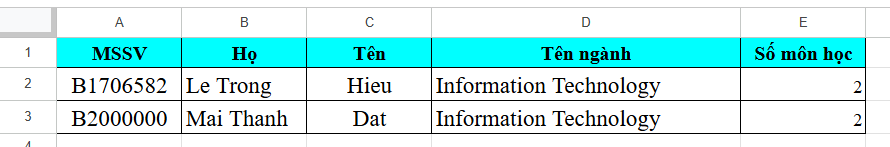 A B C D E
1 MSSV Họ Tên Tên ngành Số môn học
2 B1706582 Le Trong Hieu Information Technology 2
3 B2000000 Mai Thanh Dat Information Technology 2